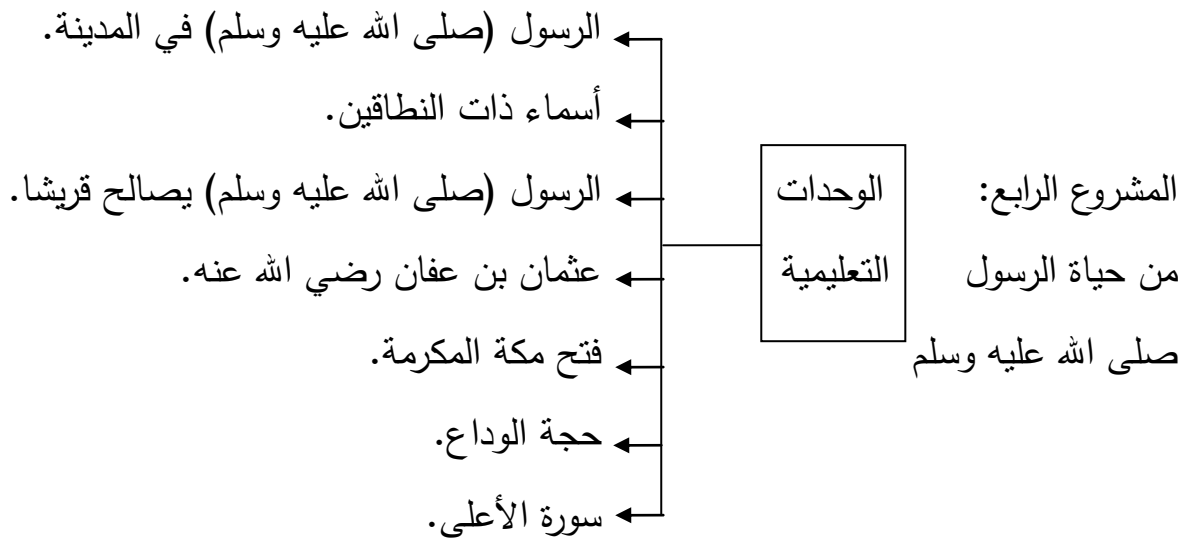 المشروع الرابع:
من حياة الرسول
صلى الله عليه وسلم
الوحدات
التعليمية
الرسول (صلى الله عليه وسلم) في المدينة.
أسماء ذات النطاقين.
الرسول (صلى الله عليه وسلم) يصالح قريشا.
عثمان بن عفان رضي الله عنه.
فتح مكة المكرمة.
حجة الوداع.
سورة الأعلى.